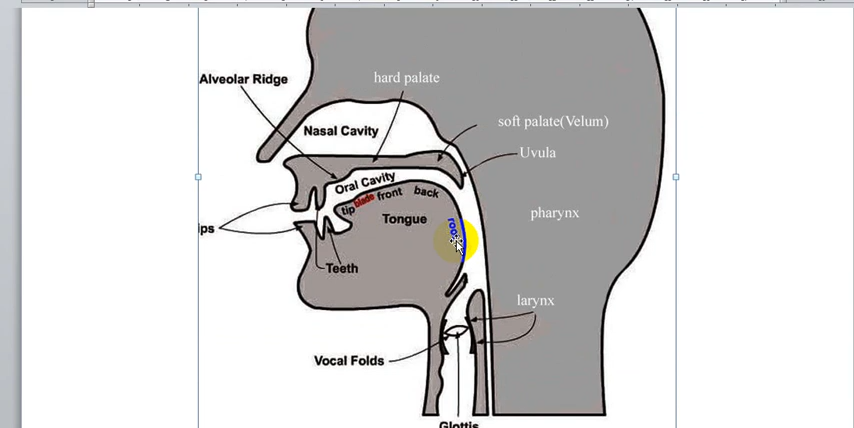 Alveolar Ridge
hard palate
Nasal Cavity
soft palate(Velum)
Uvula
Oral Cavity
tip blade front back
Tongue
pharynx
ips
Teeth
larynx
Vocal Folds
Glottis